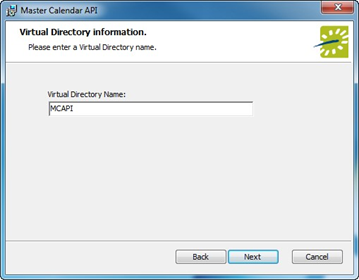 Master Calendar API
Virtual Directory information.
Please enter a Virtual Directory name.
Virtual Directory Name:
MCAPI
Back Next Cancel